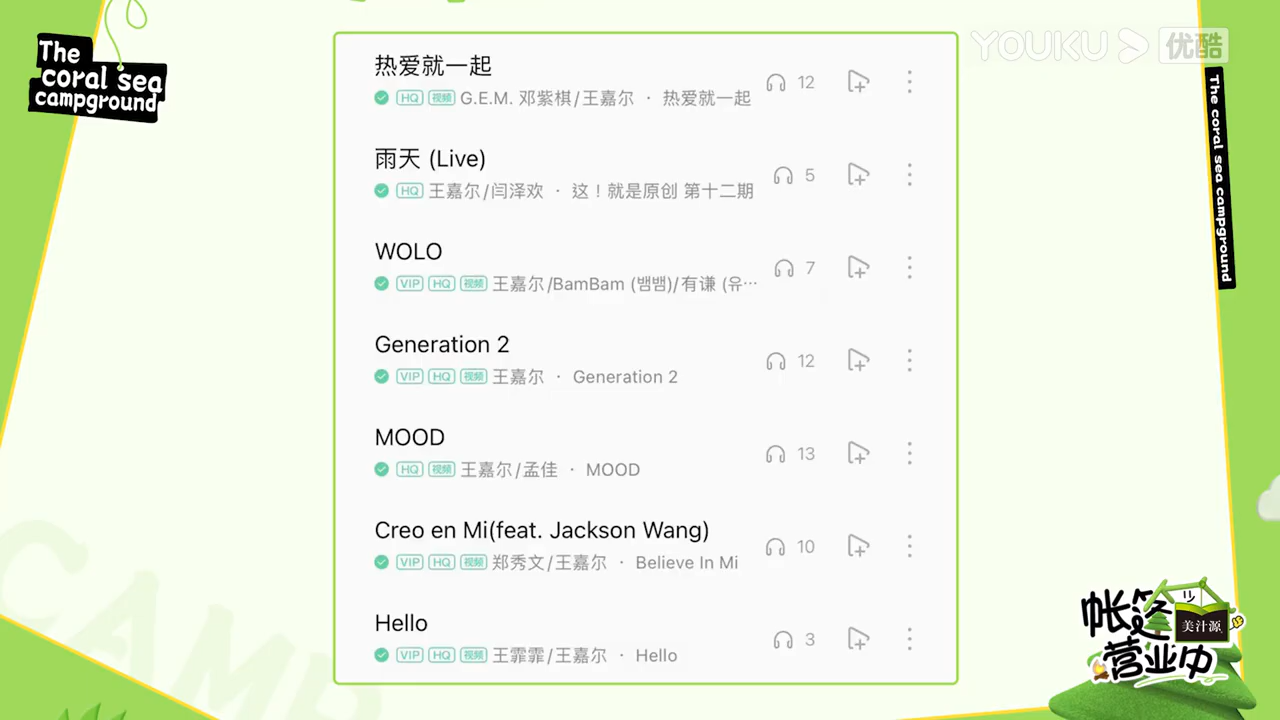 The
coral sea
campground
YOUKU 优酷
The coral sea campground
热爱就一起
HQ 视频 G.E.M. 邓紫棋/王嘉尔 · 热爱就一起
12
雨天 (Live)
HQ 王嘉尔/闫泽欢 · 这！就是原创 第十二期
5
WOLO
VIP HQ 视频 王嘉尔/BamBam (뱀뱀)/有谦 (유…
7
Generation 2
VIP HQ 视频 王嘉尔 · Generation 2
12
MOOD
HQ 视频 王嘉尔/孟佳 · MOOD
13
Creo en Mi(feat. Jackson Wang)
VIP HQ 视频 郑秀文/王嘉尔 · Believe In Mi
10
Hello
VIP HQ 视频 王霏霏/王嘉尔 · Hello
3
CAMP
帐篷
美汁源
营业中